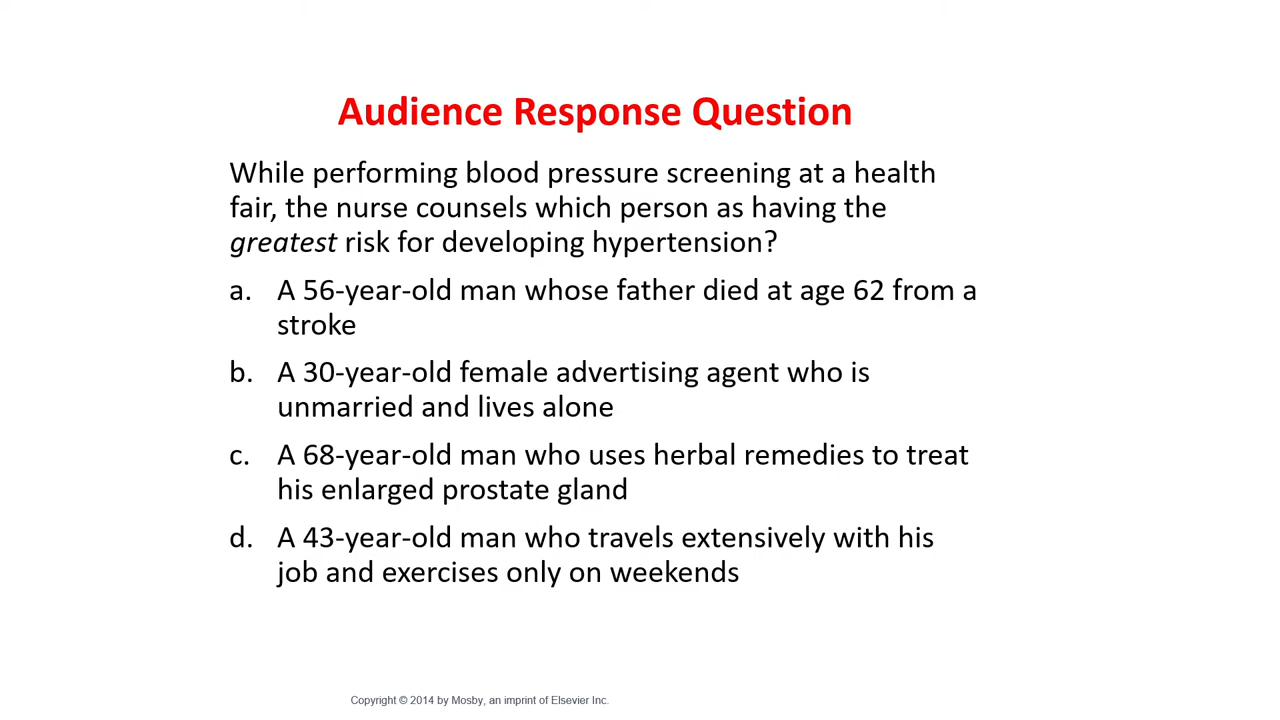 Audience Response Question
While performing blood pressure screening at a health
fair, the nurse counsels which person as having the
greatest risk for developing hypertension?
a. A 56-year-old man whose father died at age 62 from a
stroke
b. A 30-year-old female advertising agent who is
unmarried and lives alone
c. A 68-year-old man who uses herbal remedies to treat
his enlarged prostate gland
d. A 43-year-old man who travels extensively with his
job and exercises only on weekends
Copyright © 2014 by Mosby, an imprint of Elsevier Inc.